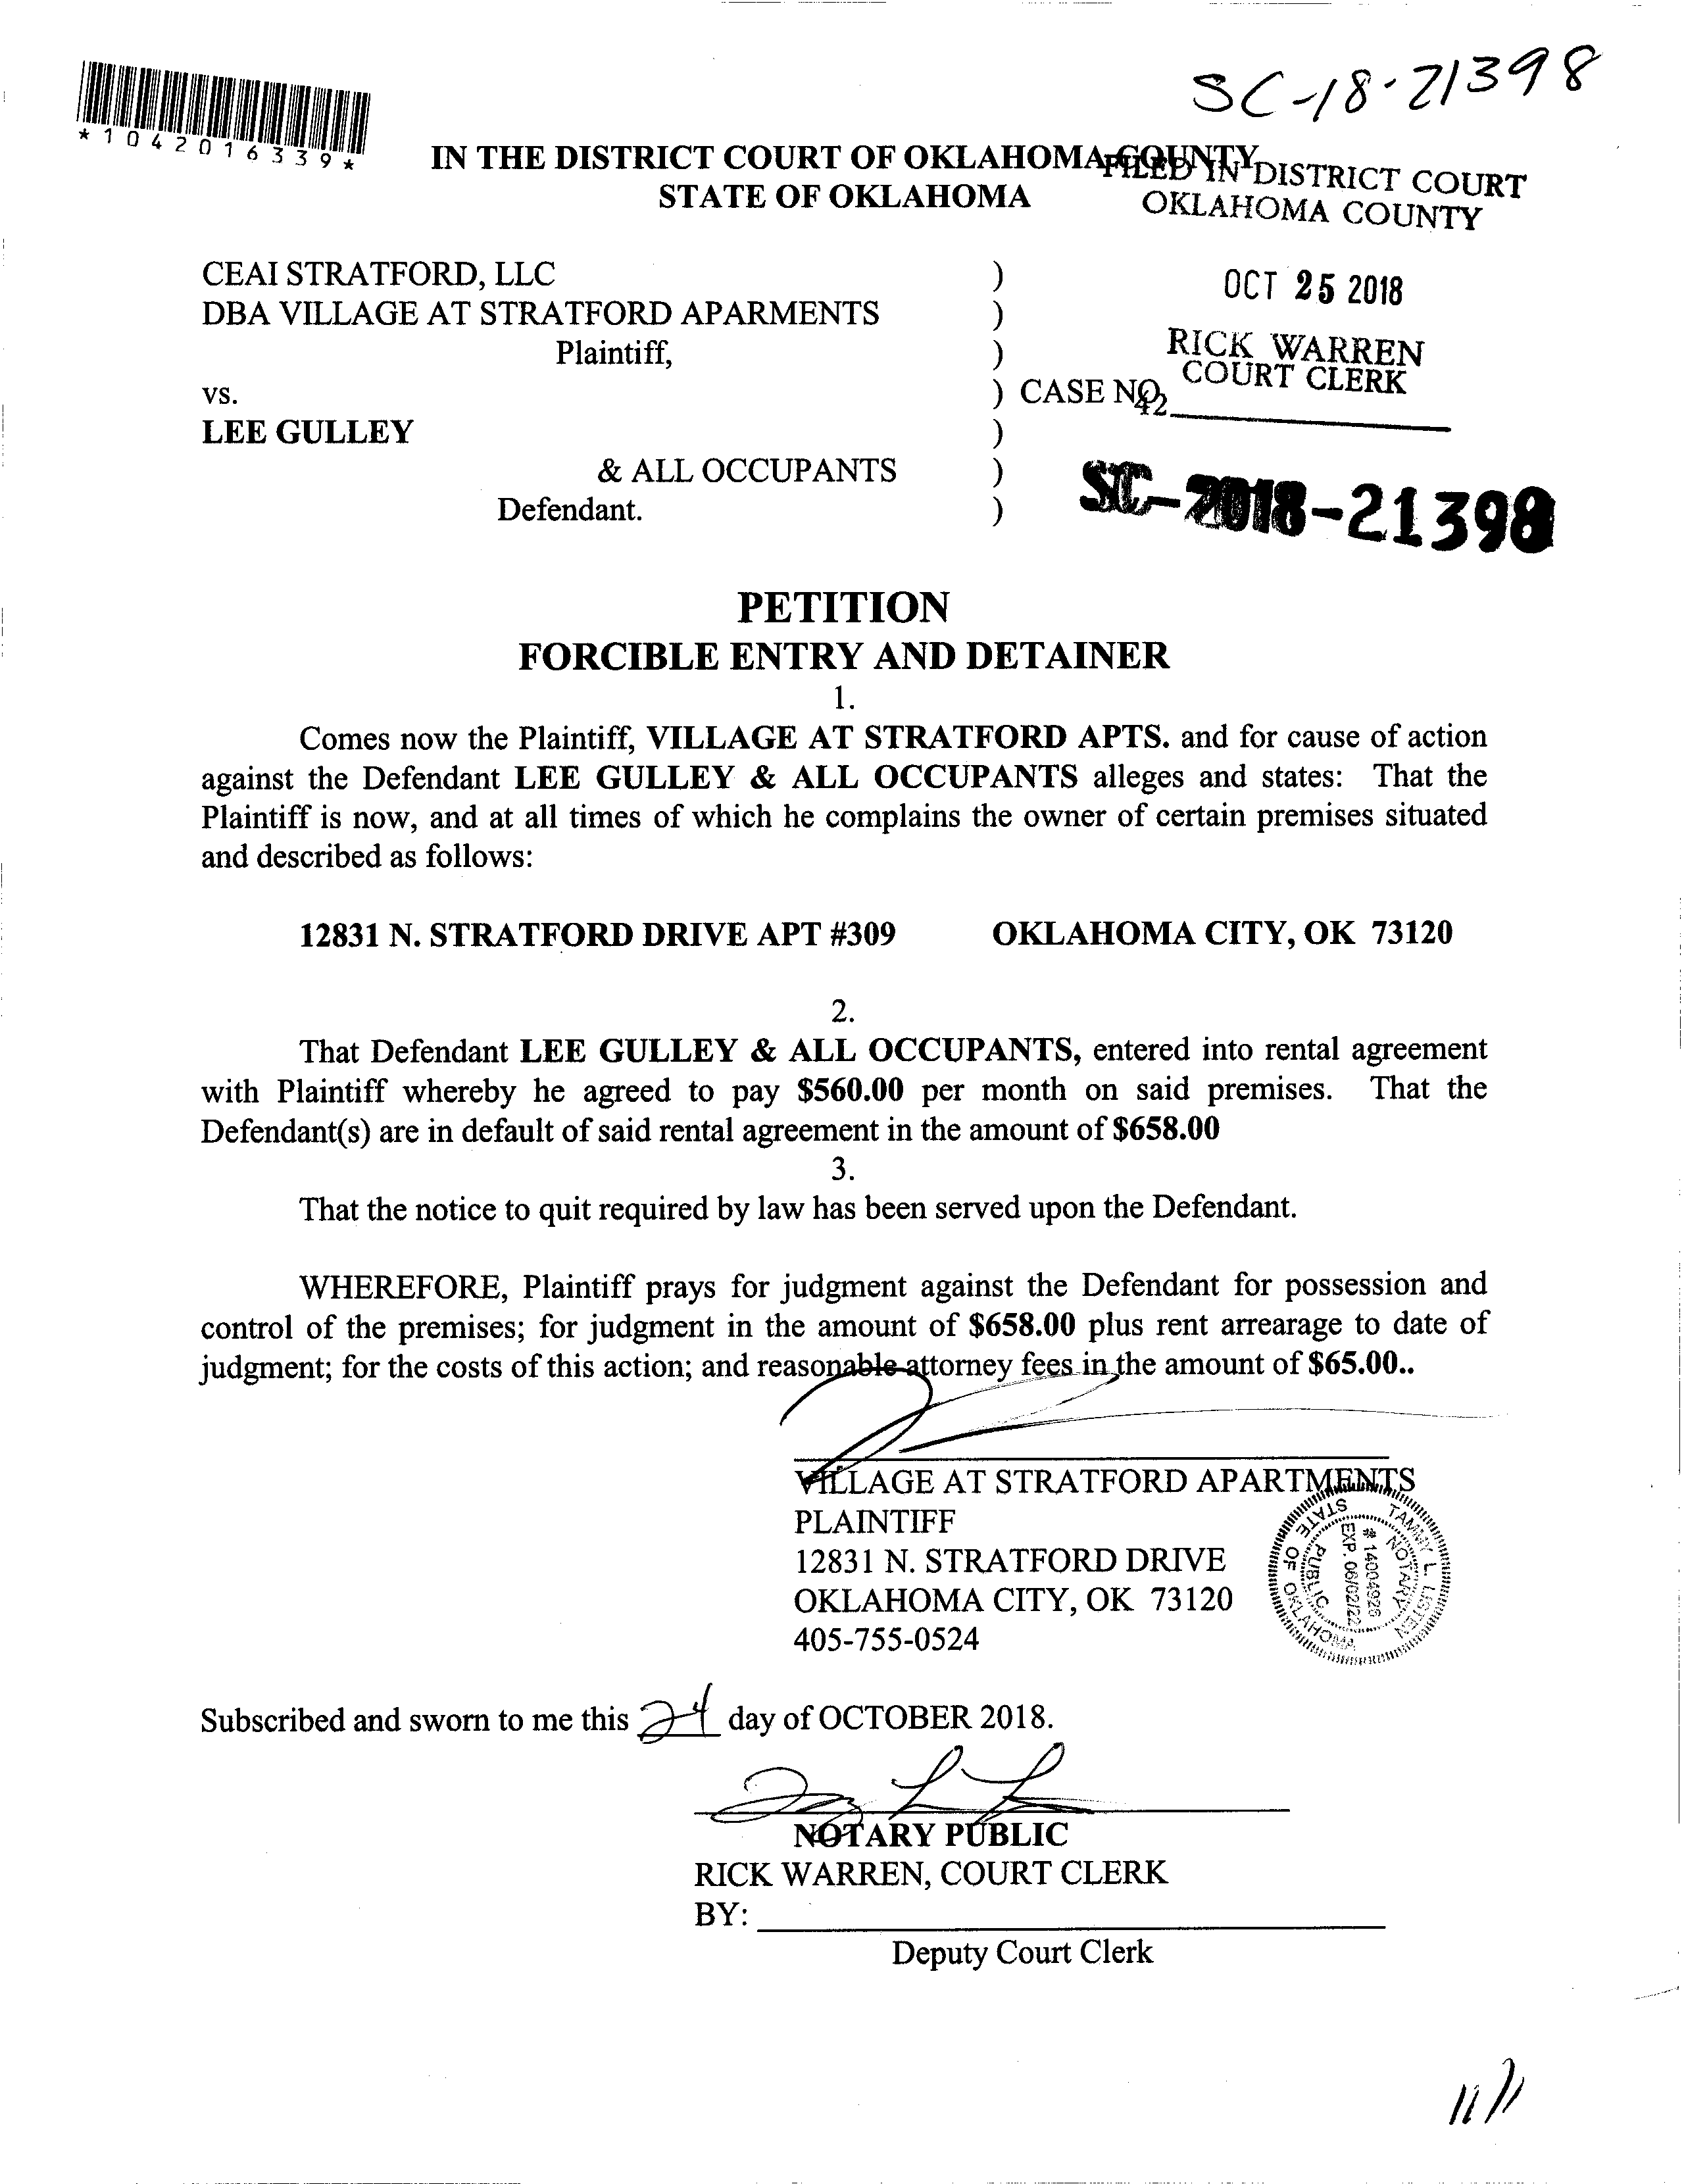 SC-18-21398
*1042016339*
IN THE DISTRICT COURT OF OKLAHOMA COUNTY
STATE OF OKLAHOMA
FILED IN DISTRICT COURT
OKLAHOMA COUNTY
OCT 25 2018
RICK WARREN
COURT CLERK
42
CEAI STRATFORD, LLC )
DBA VILLAGE AT STRATFORD APARMENTS )
Plaintiff, )
vs. ) CASE NO.
LEE GULLEY )
& ALL OCCUPANTS )
Defendant. )
SC-2018-21398
PETITION
FORCIBLE ENTRY AND DETAINER
1.
Comes now the Plaintiff, VILLAGE AT STRATFORD APTS. and for cause of action
against the Defendant LEE GULLEY & ALL OCCUPANTS alleges and states: That the
Plaintiff is now, and at all times of which he complains the owner of certain premises situated
and described as follows:
12831 N. STRATFORD DRIVE APT #309 OKLAHOMA CITY, OK 73120
2.
That Defendant LEE GULLEY & ALL OCCUPANTS, entered into rental agreement
with Plaintiff whereby he agreed to pay $560.00 per month on said premises. That the
Defendant(s) are in default of said rental agreement in the amount of $658.00
3.
That the notice to quit required by law has been served upon the Defendant.
WHEREFORE, Plaintiff prays for judgment against the Defendant for possession and
control of the premises; for judgment in the amount of $658.00 plus rent arrearage to date of
judgment; for the costs of this action; and reasonable attorney fees in the amount of $65.00..
VILLAGE AT STRATFORD APARTMENTS
PLAINTIFF
12831 N. STRATFORD DRIVE
OKLAHOMA CITY, OK 73120
405-755-0524
TAMMY L. LISTEN
NOTARY PUBLIC
# 14004926
EXP. 06/02/22
STATE OF OKLAHOMA
Subscribed and sworn to me this 24 day of OCTOBER 2018.
NOTARY PUBLIC
RICK WARREN, COURT CLERK
BY:
Deputy Court Clerk